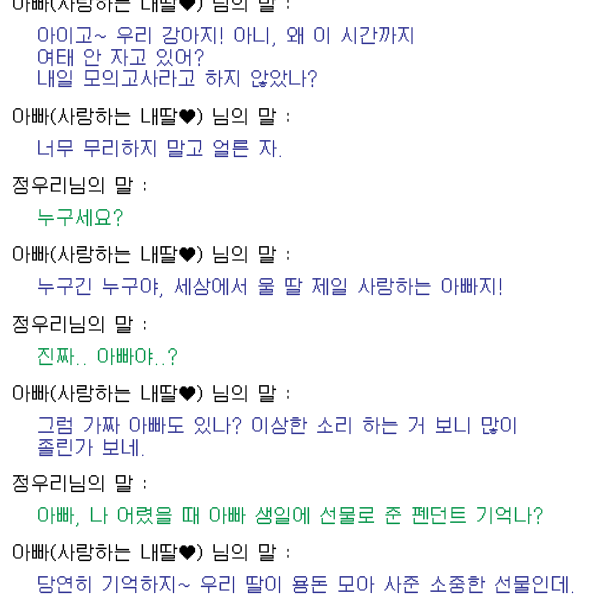 아빠(사랑하는 내딸♥) 님의 말 :
아이고~ 우리 강아지! 아니, 왜 이 시간까지
여태 안 자고 있어?
내일 모의고사라고 하지 않았나?
아빠(사랑하는 내딸♥) 님의 말 :
너무 무리하지 말고 얼른 자.
정우리님의 말 :
누구세요?
아빠(사랑하는 내딸♥) 님의 말 :
누구긴 누구야, 세상에서 울 딸 제일 사랑하는 아빠지!
정우리님의 말 :
진짜.. 아빠야..?
아빠(사랑하는 내딸♥) 님의 말 :
그럼 가짜 아빠도 있나? 이상한 소리 하는 거 보니 많이
졸린가 보네.
정우리님의 말 :
아빠, 나 어렸을 때 아빠 생일에 선물로 준 펜던트 기억나?
아빠(사랑하는 내딸♥) 님의 말 :
당연히 기억하지~ 우리 딸이 용돈 모아 사준 소중한 선물인데.